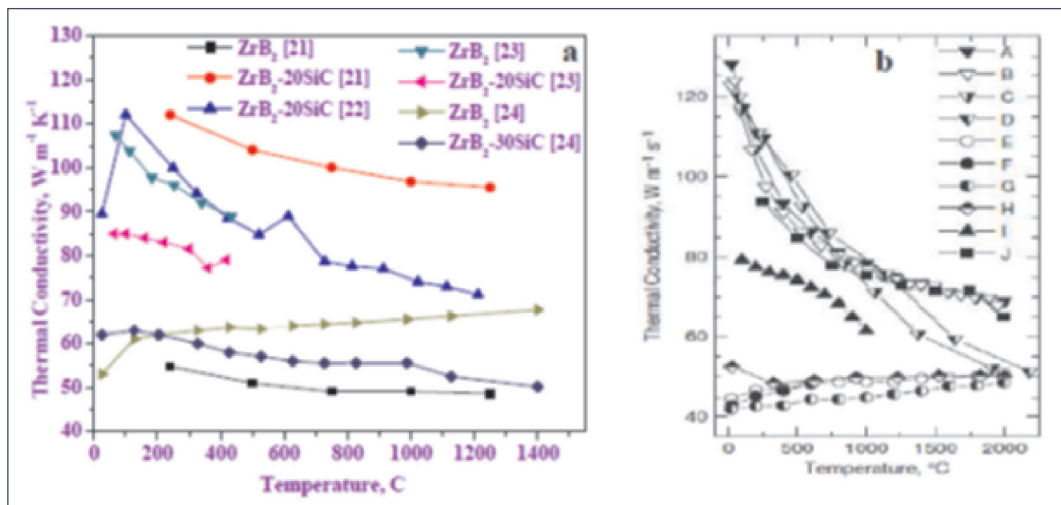 a
ZrB₂ [21]
ZrB₂-20SiC [21]
ZrB₂-20SiC [22]
ZrB₂ [23]
ZrB₂-20SiC [23]
ZrB₂ [24]
ZrB₂-30SiC [24]
Thermal Conductivity, W m⁻¹ K⁻¹
130
120
110
100
90
80
70
60
50
40
0 200 400 600 800 1000 1200 1400
Temperature, C
b
A
B
C
D
E
F
G
H
I
J
Thermal Conductivity, W m⁻¹ s⁻¹
120
100
80
60
40
0 500 1000 1500 2000
Temperature, °C